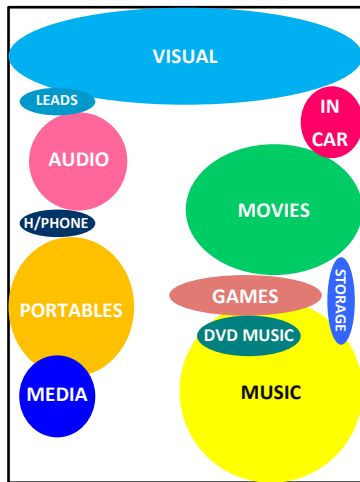 VISUAL
LEADS
IN
CAR
AUDIO
MOVIES
H/PHONE
PORTABLES
GAMES
STORAGE
DVD MUSIC
MEDIA
MUSIC